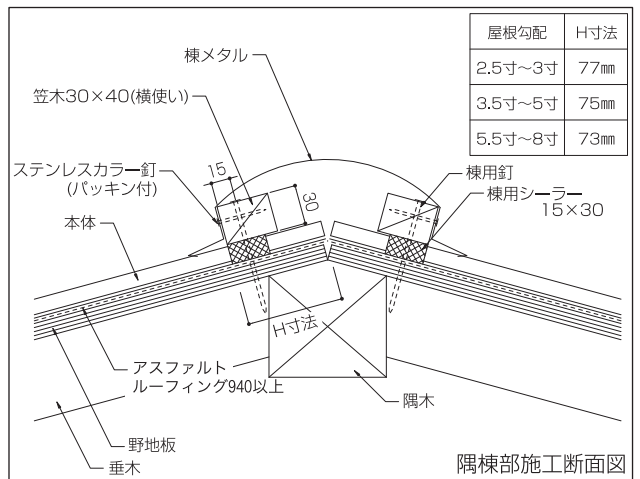 屋根勾配 H寸法
2.5寸～3寸 77㎜
3.5寸～5寸 75㎜
5.5寸～8寸 73㎜
棟メタル
笠木30×40(横使い)
ステンレスカラー釘
(パッキン付)
15
30
棟用釘
棟用シーラー
15×30
本体
H寸法
アスファルト
ルーフィング940以上
隅木
野地板
垂木
隅棟部施工断面図